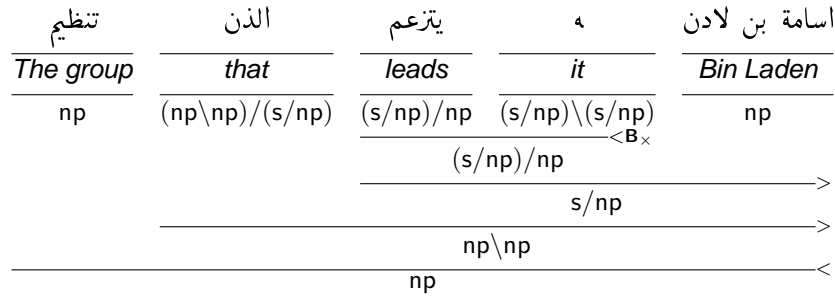 تنظيم الذن يتزعم ه اسامة بن لادن
The group that leads it Bin Laden
np (np\np)/(s/np) (s/np)/np (s/np)\(s/np) np
<B×
(s/np)/np
>
s/np
>
np\np
<
np